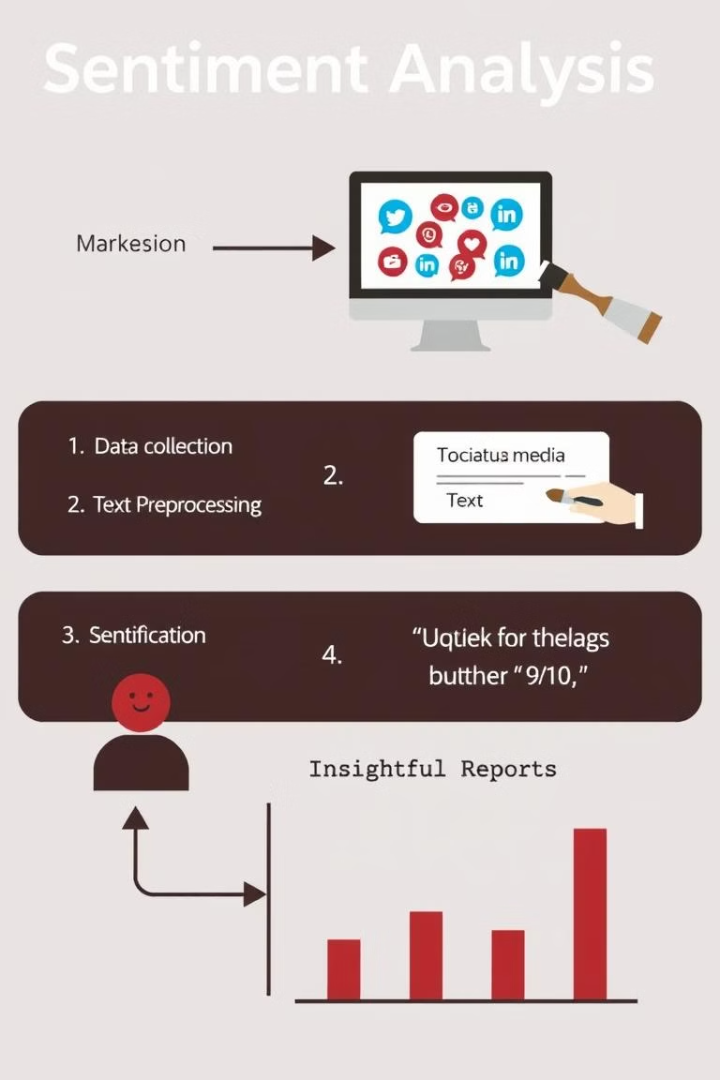 Sentiment Analysis
Markesion
1. Data collection
2. Text Preprocessing
2.
Tociatus media
Text
3. Sentification
4.
“Uqtiek for thelags
butther “9/10,”
Insightful Reports